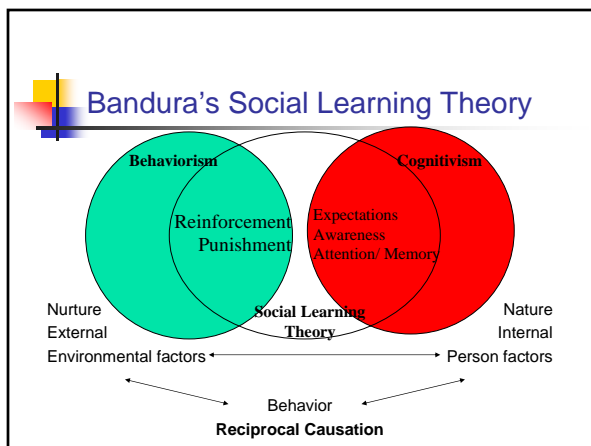 Bandura's Social Learning Theory
Behaviorism
Cognitivism
Reinforcement
Punishment
Expectations
Awareness
Attention/ Memory
Social Learning
Theory
Nurture
External
Environmental factors
Nature
Internal
Person factors
Behavior
Reciprocal Causation